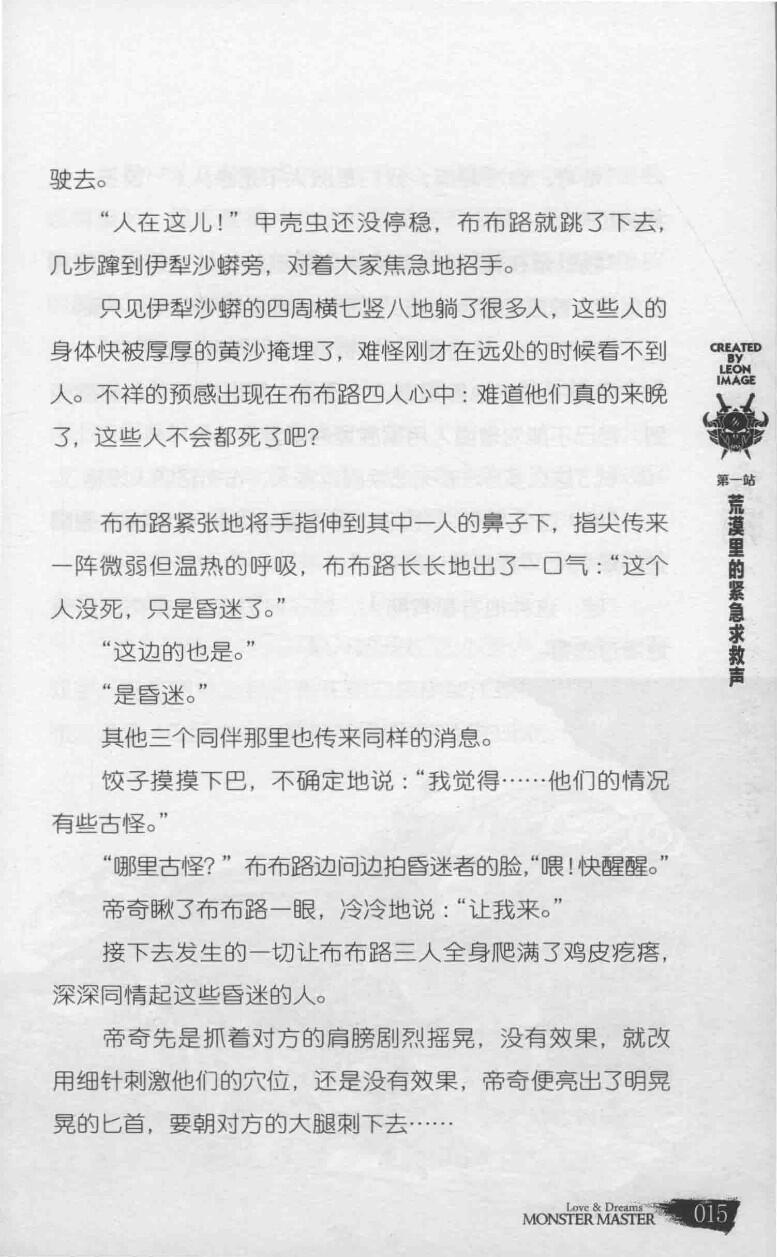 驶去。
“人在这儿！”甲壳虫还没停稳，布布路就跳了下去，
几步蹿到伊犁沙蟒旁，对着大家焦急地招手。
只见伊犁沙蟒的四周横七竖八地躺了很多人，这些人的
身体快被厚厚的黄沙掩埋了，难怪刚才在远处的时候看不到
人。不祥的预感出现在布布路四人心中：难道他们真的来晚
了，这些人不会都死了吧？
布布路紧张地将手指伸到其中一人的鼻子下，指尖传来
一阵微弱但温热的呼吸，布布路长长地出了一口气：“这个
人没死，只是昏迷了。”
“这边的也是。”
“是昏迷。”
其他三个同伴那里也传来同样的消息。
饺子摸摸下巴，不确定地说：“我觉得……他们的情况
有些古怪。”
“哪里古怪？”布布路边问边拍昏迷者的脸，“喂！快醒醒。”
帝奇瞅了布布路一眼，冷冷地说：“让我来。”
接下去发生的一切让布布路三人全身爬满了鸡皮疙瘩，
深深同情起这些昏迷的人。
帝奇先是抓着对方的肩膀剧烈摇晃，没有效果，就改
用细针刺激他们的穴位，还是没有效果，帝奇便亮出了明晃
晃的匕首，要朝对方的大腿刺下去……
CREATED
BY
LEON
IMAGE
第一站
荒漠里的紧急求救声
Love & Dreams
MONSTER MASTER
015